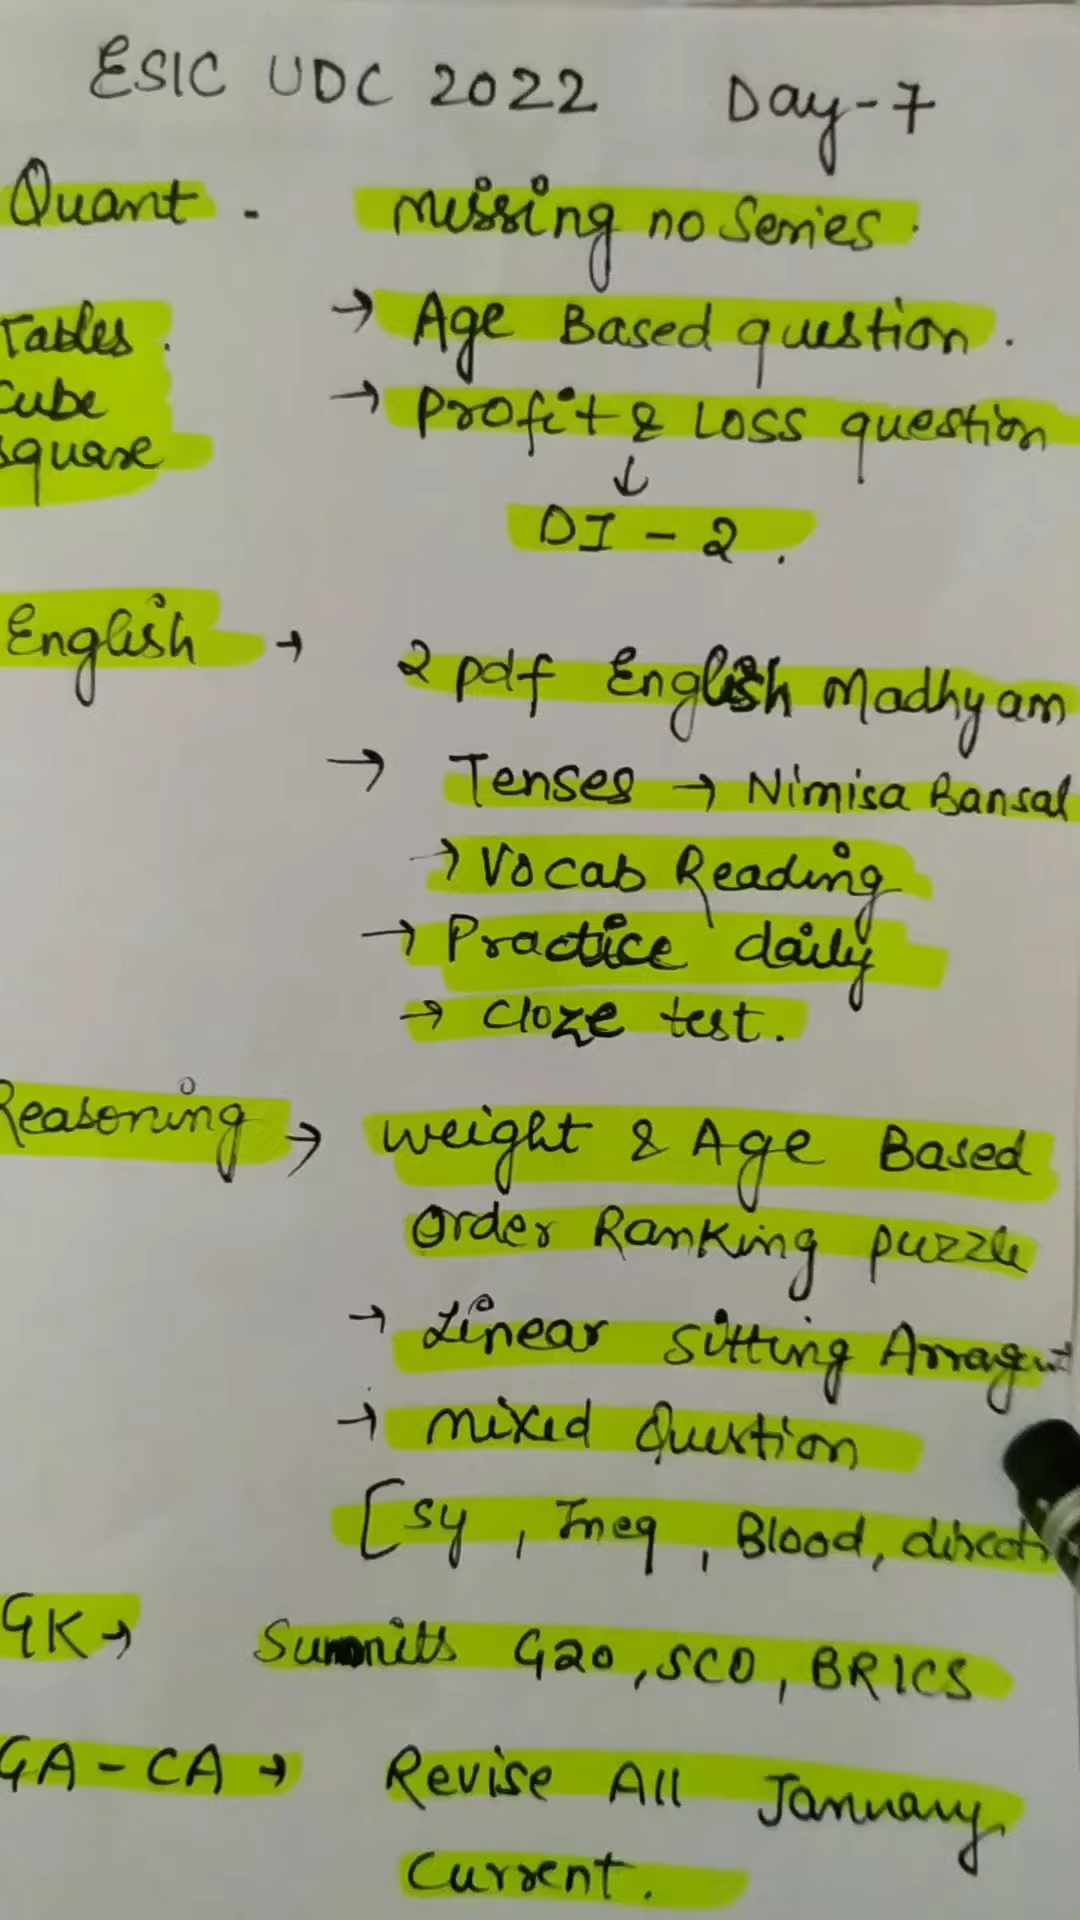 ESIC UDC 2022 Day-7
Quant - missing no Series.
Tables. → Age Based question.
Cube → Profit & Loss question
square ↓
DI - 2.
English → 2 pdf English Madhyam
→ Tenses → Nimisa Bansal
→ Vocab Reading
→ Practice daily
→ Cloze test.
Reasoning → weight & Age Based
Order Ranking puzzle
→ Linear Sitting
→ mixed Question
[Sy, Ineq, Blood,
GK → Summits G20, SCO, BRICS
GA - CA → Revise All January
Current.